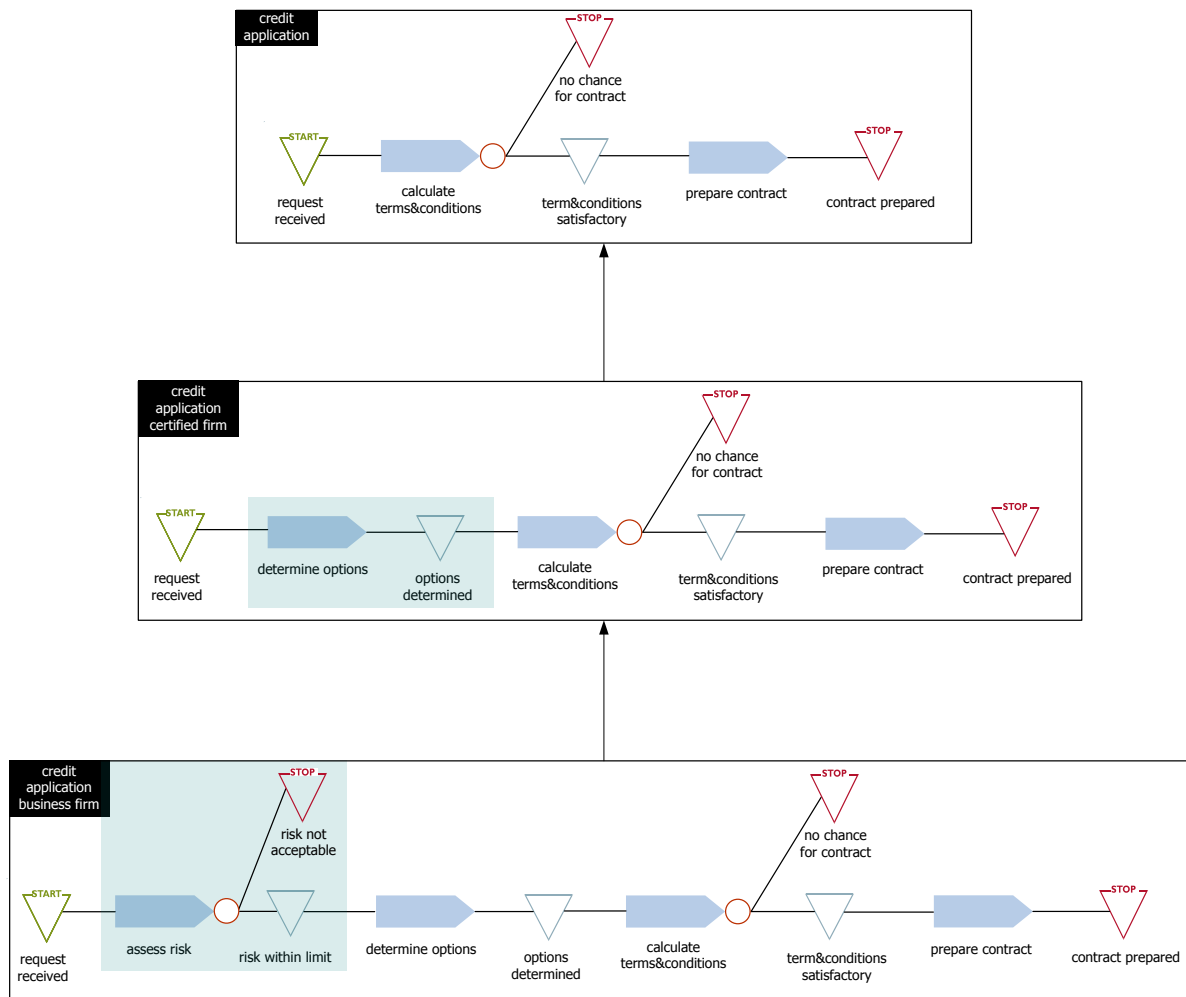 credit
application
STOP
no chance
for contract
START
STOP
request
received
calculate
terms&conditions
term&conditions
satisfactory
prepare contract
contract prepared
credit
application
certified firm
STOP
no chance
for contract
START
STOP
request
received
determine options
options
determined
calculate
terms&conditions
term&conditions
satisfactory
prepare contract
contract prepared
credit
application
business firm
STOP
risk not
acceptable
STOP
no chance
for contract
START
STOP
request
received
assess risk
risk within limit
determine options
options
determined
calculate
terms&conditions
term&conditions
satisfactory
prepare contract
contract prepared